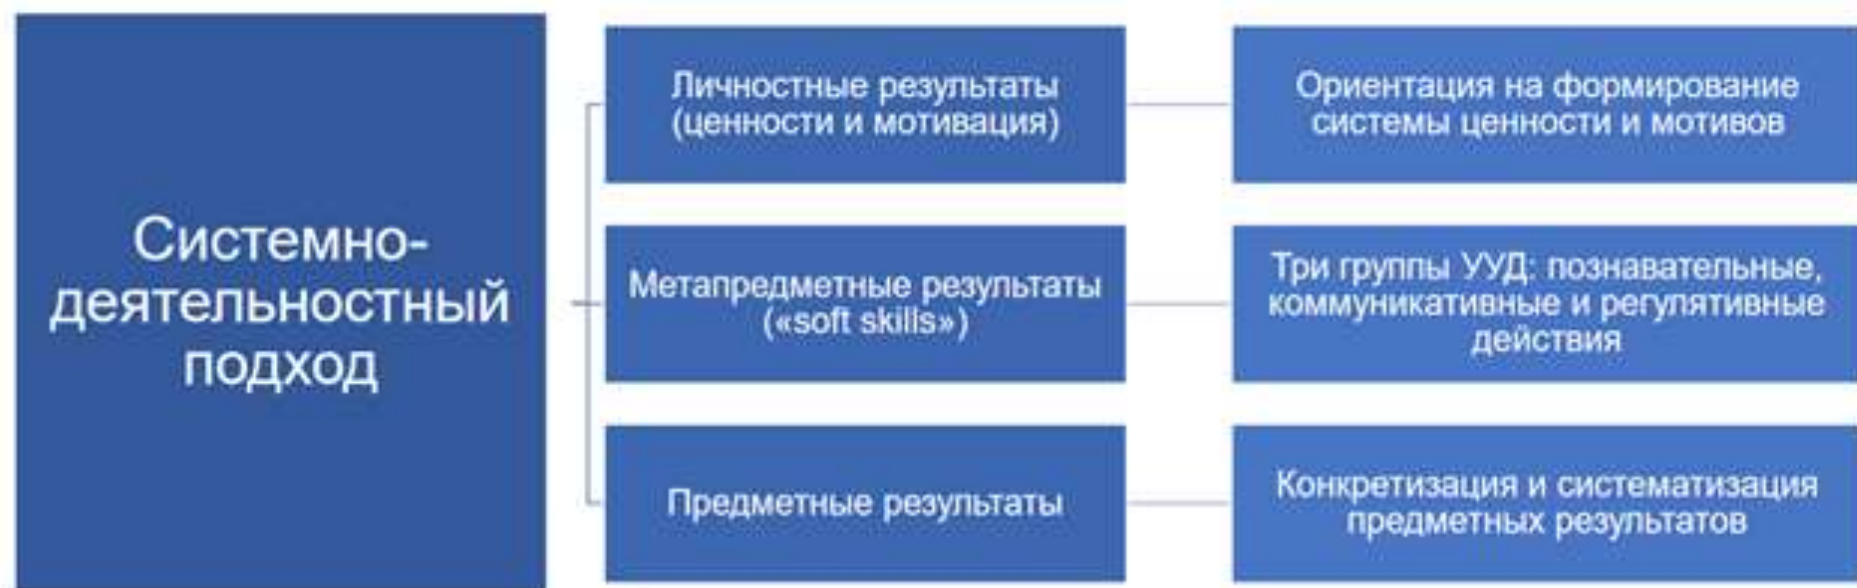 Системно-
деятельностный
подход
Личностные результаты
(ценности и мотивация)
Ориентация на формирование
системы ценности и мотивов
Метапредметные результаты
(«soft skills»)
Три группы УУД: познавательные,
коммуникативные и регулятивные
действия
Предметные результаты
Конкретизация и систематизация
предметных результатов